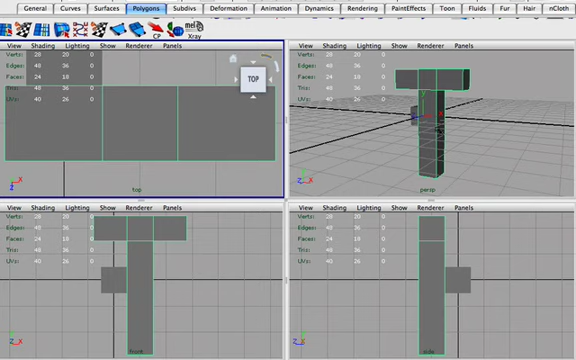 General Curves Surfaces Polygons Subdivs Deformation Animation Dynamics Rendering PaintEffects Toon Fluids Fur Hair nCloth
CP mel
Xray
View Shading Lighting Show Renderer Panels
Verts: 28 20 0
Edges: 48 36 0
Faces: 24 18 0
Tris: 48 36 0
UVs: 40 26 0
TOP
top
View Shading Lighting Show Renderer Panels
Verts: 28 20 0
Edges: 48 36 0
Faces: 24 18 0
Tris: 48 36 0
UVs: 40 26 0
persp
View Shading Lighting Show Renderer Panels
Verts: 28 20 0
Edges: 48 36 0
Faces: 24 18 0
Tris: 48 36 0
UVs: 40 26 0
front
View Shading Lighting Show Renderer Panels
Verts: 28 20 0
Edges: 48 36 0
Faces: 24 18 0
Tris: 48 36 0
UVs: 40 26 0
side